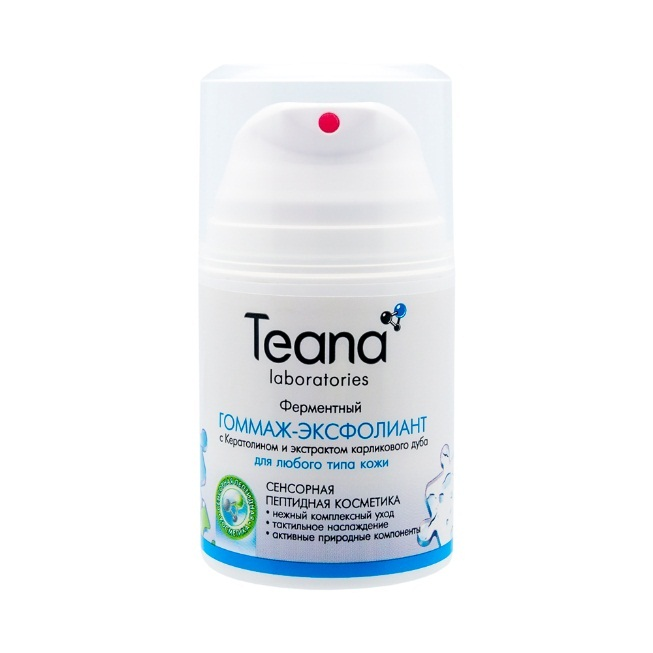 Teana
laboratories
Ферментный
ГОММАЖ-ЭКСФОЛИАНТ
с Кератолином и экстрактом карликового дуба
для любого типа кожи
СЕНСОРНАЯ
ПЕПТИДНАЯ КОСМЕТИКА
• нежный комплексный уход
• тактильное наслаждение
• активные природные компоненты